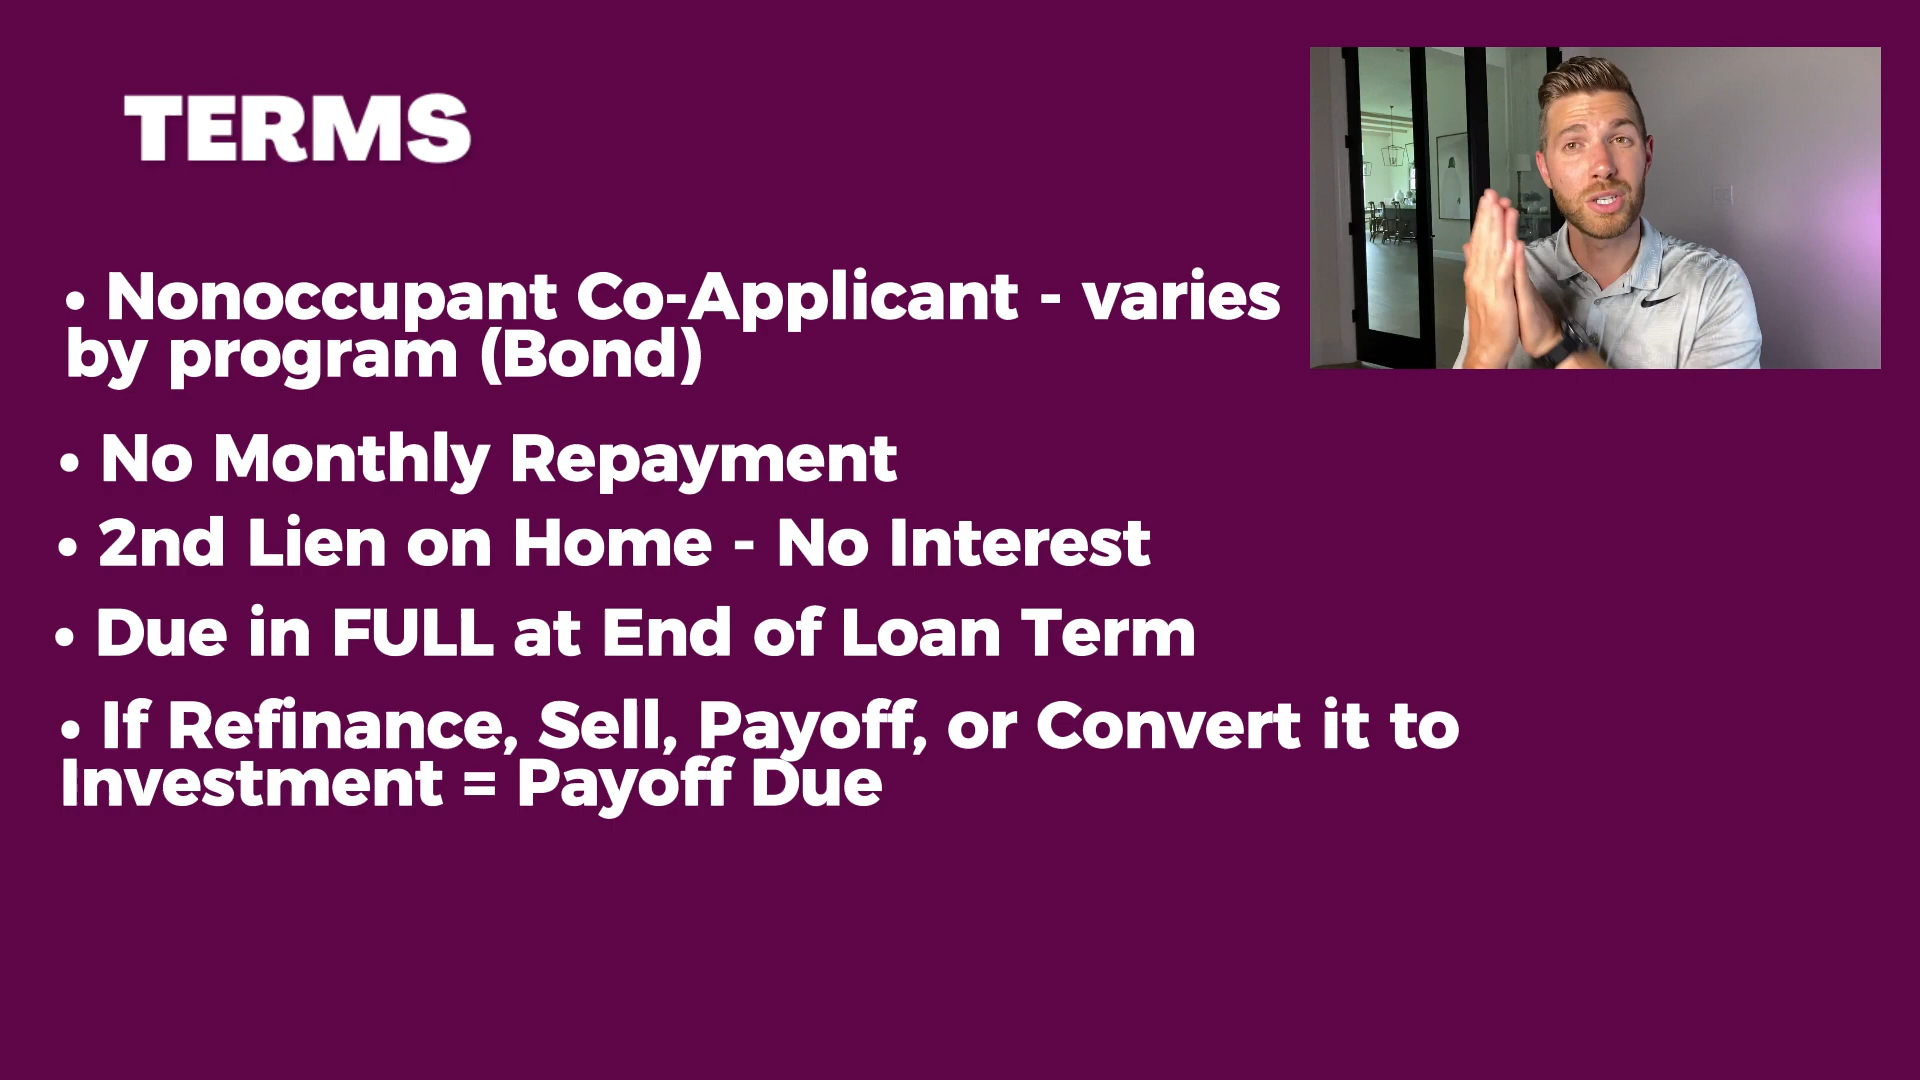 TERMS
• Nonoccupant Co-Applicant - varies
by program (Bond)
• No Monthly Repayment
• 2nd Lien on Home - No Interest
• Due in FULL at End of Loan Term
• If Refinance, Sell, Payoff, or Convert it to
Investment = Payoff Due